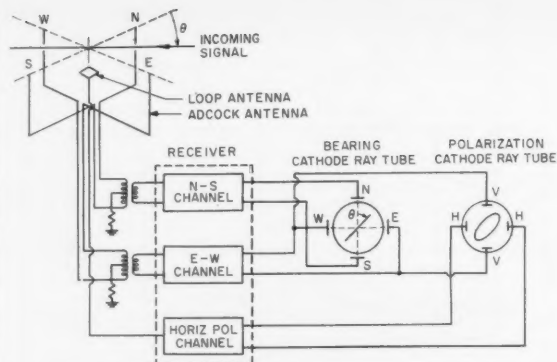 W
N
θ
INCOMING
SIGNAL
S
E
LOOP ANTENNA
ADCOCK ANTENNA
RECEIVER
BEARING
CATHODE RAY TUBE
POLARIZATION
CATHODE RAY TUBE
N-S
CHANNEL
N
V
W
θ
E
H
H
S
V
E-W
CHANNEL
HORIZ POL
CHANNEL